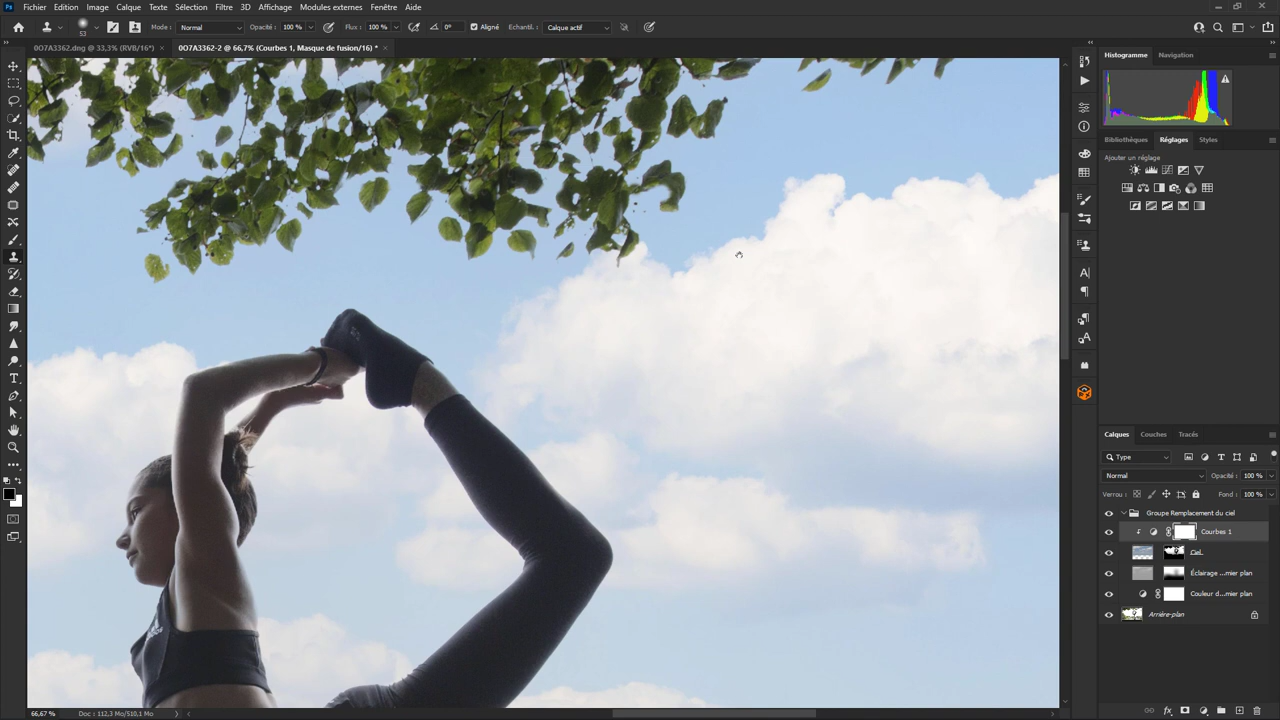 Fichier Edition Image Calque Texte Sélection Filtre 3D Affichage Modules externes Fenêtre Aide
53 Mode : Normal Opacité : 100 % Flux : 100 % 0° Aligné Echantil. : Calque actif
0O7A3362.dng @ 33,3% (RVB/16*) × 0O7A3362-2 @ 66,7% (Courbes 1, Masque de fusion/16) * ×
Histogramme Navigation
Bibliothèques Réglages Styles
Ajouter un réglage
Calques Couches Tracés
Type
Normal Opacité : 100 %
Verrou : Fond : 100 %
Groupe Remplacement du ciel
Courbes 1
Ciel
Éclairage ...mier plan
Couleur d...mier plan
Arrière-plan
66,67 % Doc : 112,3 Mo/510,1 Mo